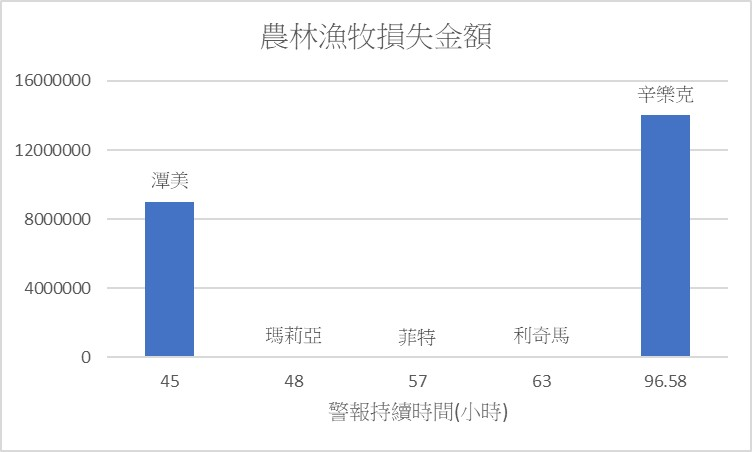 農林漁牧損失金額
16000000
辛樂克
12000000
潭美
8000000
4000000
瑪莉亞
菲特
利奇馬
0
45
48
57
63
96.58
警報持續時間(小時)